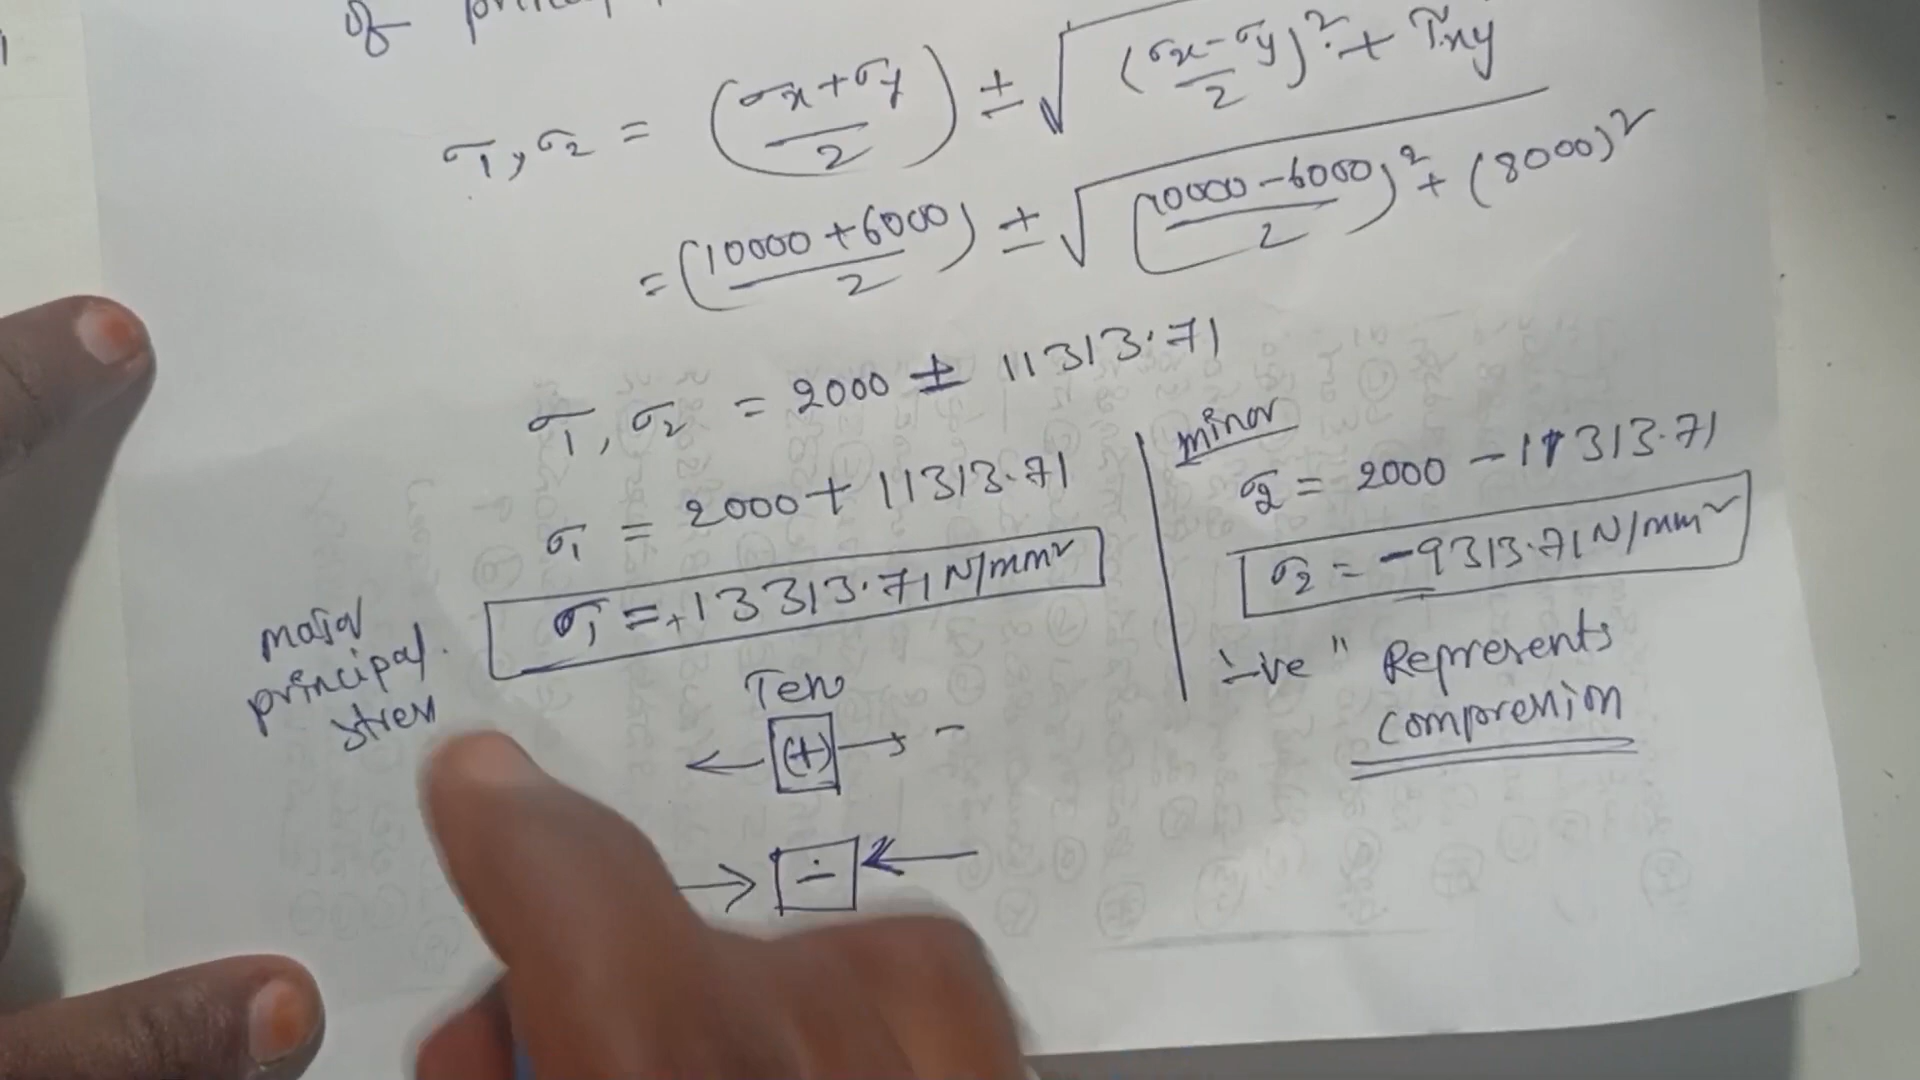 of
σ1, σ2 = (σx+σy/2) ± √(σx-σy/2)² + τxy
= (10000+6000/2) ± √(10000-6000/2)² + (8000)²
σ1, σ2 = 2000 ± 11313.71
σ1 = 2000 + 11313.71
σ1 = +13313.71 N/mm²
major
principal
stress
Tens
(+)
-
minor
σ2 = 2000 - 11313.71
σ2 = -9313.71 N/mm²
"-ve" Represents
compression